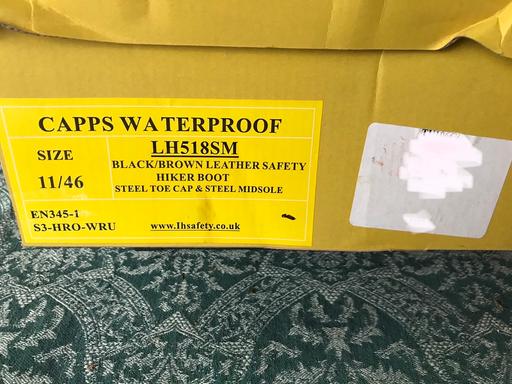 CAPPS WATERPROOF
SIZE
11/46
LH518SM
BLACK/BROWN LEATHER SAFETY
HIKER BOOT
STEEL TOE CAP & STEEL MIDSOLE
EN345-1
S3-HRO-WRU
www.lhsafety.co.uk